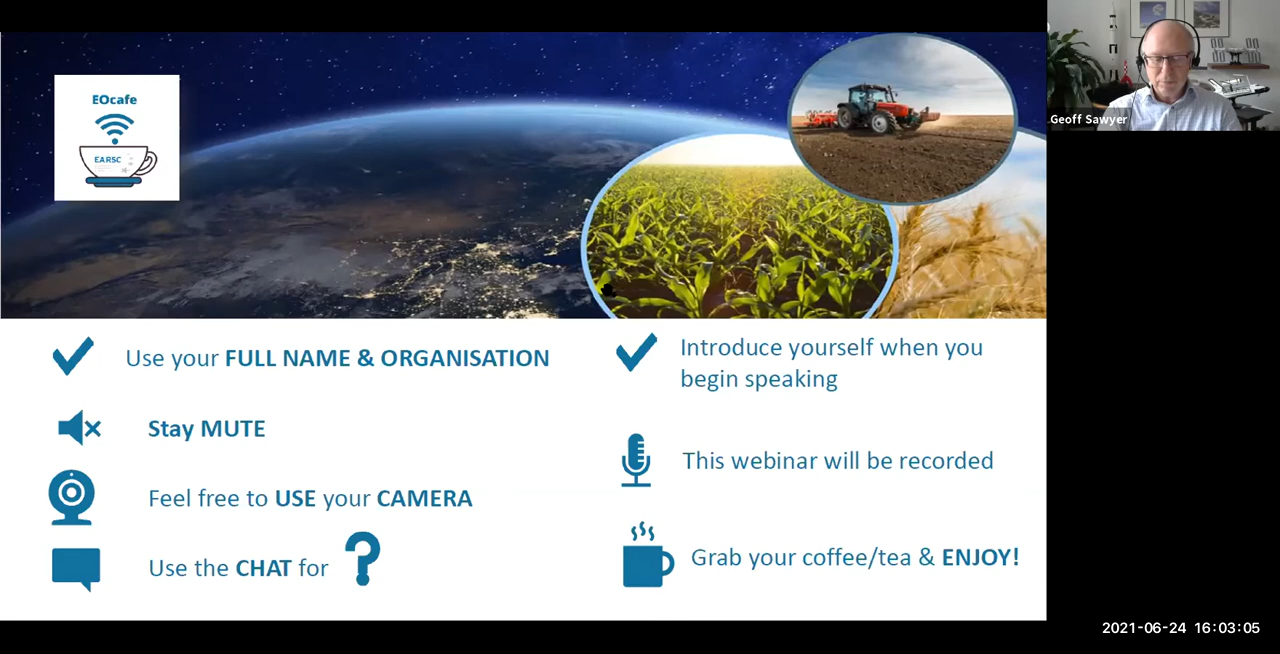 EOcafe
EARSC
Geoff Sawyer
Use your FULL NAME & ORGANISATION
Stay MUTE
Feel free to USE your CAMERA
Use the CHAT for ?
Introduce yourself when you
begin speaking
This webinar will be recorded
Grab your coffee/tea & ENJOY!
2021-06-24 16:03:05